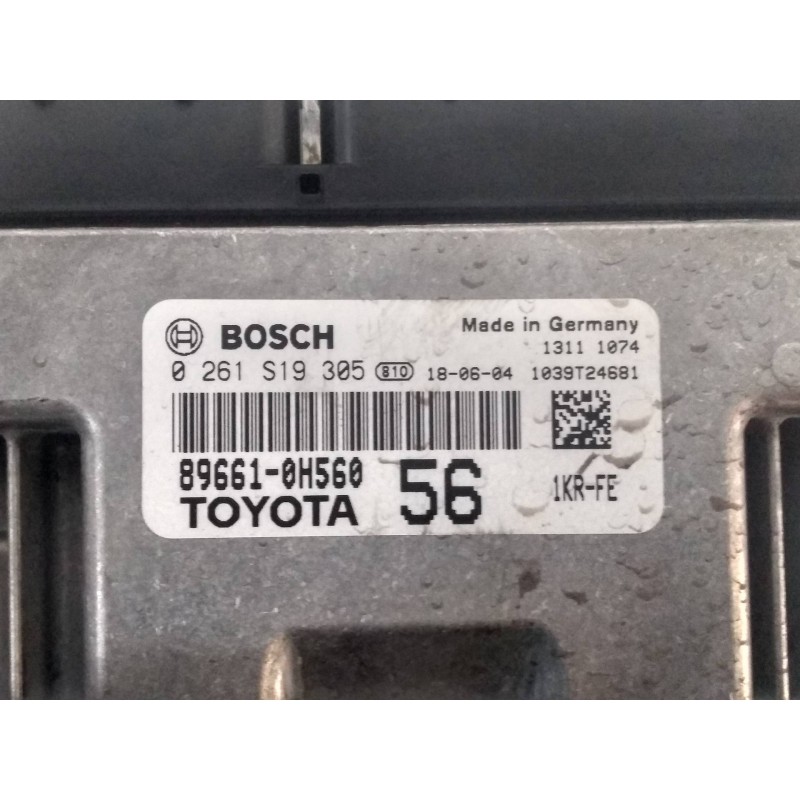 BOSCH
Made in Germany
1311 1074
0 261 S19 305 810 18-06-04 1039T24681
89661-0H560
TOYOTA
56
1KR-FE